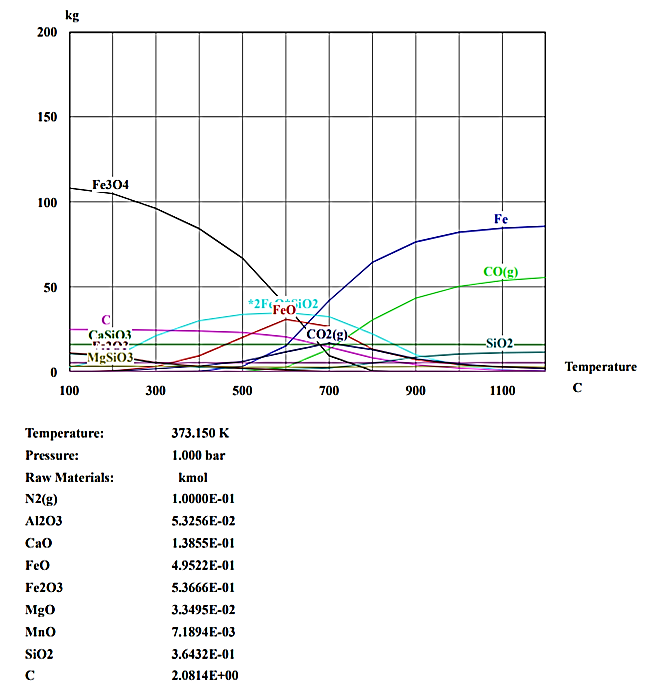 kg
200
150
Fe3O4
100
Fe
CO(g)
50
*2FeO*SiO2
FeO
C
CO2(g)
CaSiO3
SiO2
Fe2O3
MgSiO3
0
Temperature
100 300 500 700 900 1100 C
Temperature: 373.150 K
Pressure: 1.000 bar
Raw Materials: kmol
N2(g) 1.0000E-01
Al2O3 5.3256E-02
CaO 1.3855E-01
FeO 4.9522E-01
Fe2O3 5.3666E-01
MgO 3.3495E-02
MnO 7.1894E-03
SiO2 3.6432E-01
C 2.0814E+00